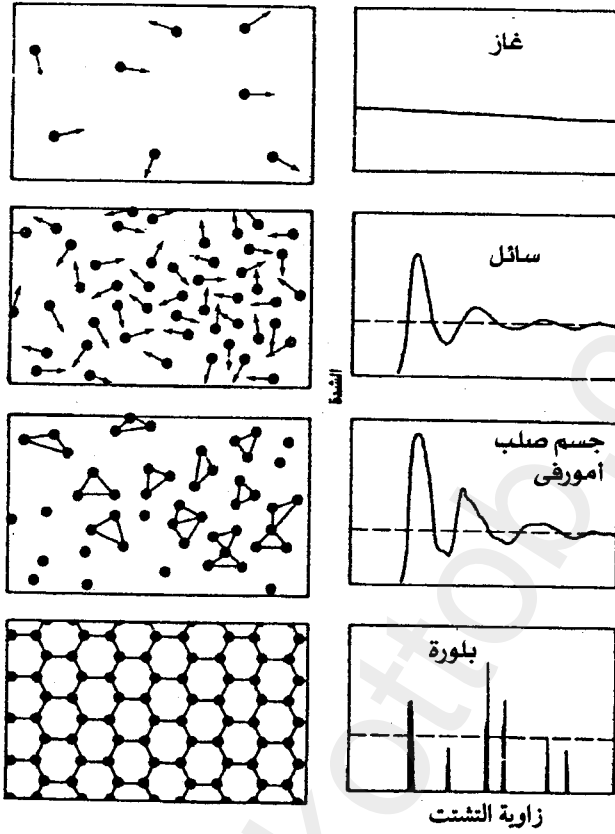 غاز
سائل
الشدة
جسم صلب
أمورفى
بلورة
زاوية التشتت